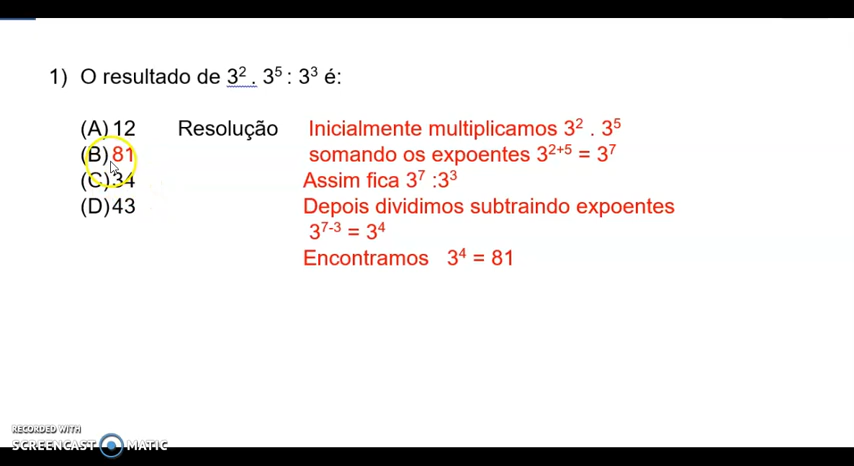 1) O resultado de 3² . 3⁵ : 3³ é:
(A) 12 Resolução Inicialmente multiplicamos 3² . 3⁵
(B) 81 somando os expoentes 3²⁺⁵ = 3⁷
(C) 34 Assim fica 3⁷ :3³
(D) 43 Depois dividimos subtraindo expoentes
3⁷⁻³ = 3⁴
Encontramos 3⁴ = 81
RECORDED WITH
SCREENCAST MATIC